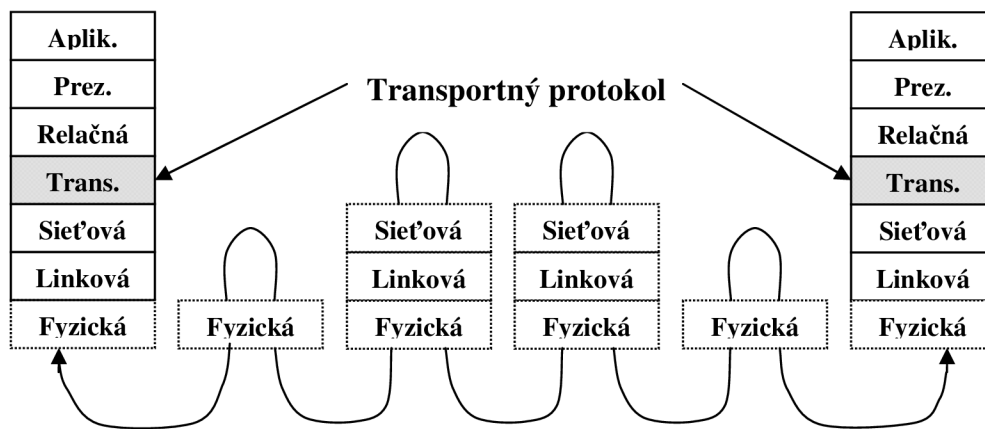 Aplik.
Prez.
Relačná
Trans.
Sieťová
Linková
Fyzická
Transportný protokol
Fyzická
Sieťová
Linková
Fyzická
Sieťová
Linková
Fyzická
Fyzická
Aplik.
Prez.
Relačná
Trans.
Sieťová
Linková
Fyzická